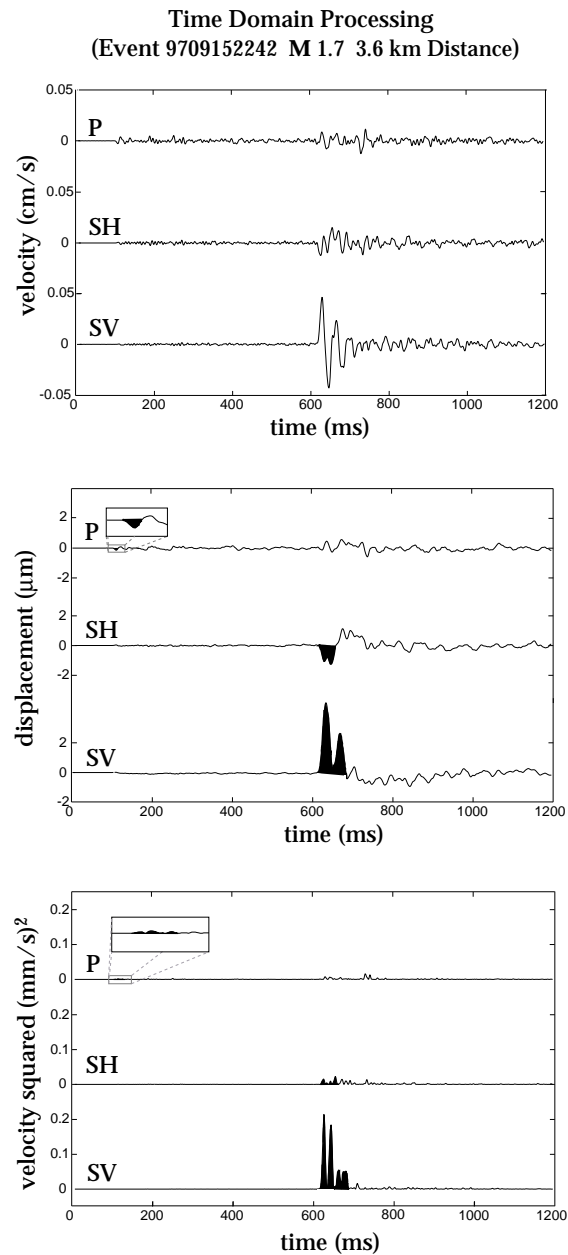 Time Domain Processing
(Event 9709152242 M 1.7 3.6 km Distance)
0.05
P
0
0.05
velocity (cm/s)
SH
0
0.05
SV
0
-0.05
0 200 400 600 800 1000 1200
time (ms)
2
P
0
-2
displacement (μm)
2
SH
0
-2
2
SV
0
-2
0 200 400 600 800 1000 1200
time (ms)
0.2
0.1
P
0
velocity squared (mm/s)2
0.2
0.1
SH
0
0.2
0.1
SV
0
0 200 400 600 800 1000 1200
time (ms)